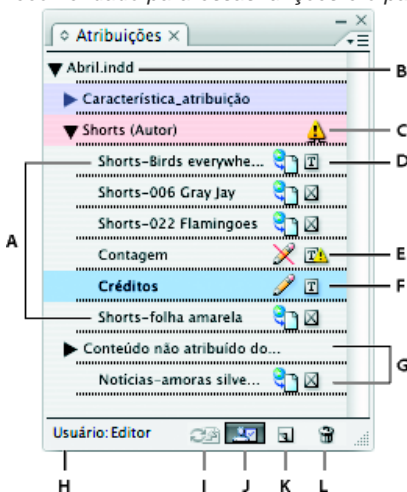 Atribuições
Abril.indd
B
Característica_atribuição
Shorts (Autor)
C
Shorts-Birds everywhe...
D
Shorts-006 Gray Jay
Shorts-022 Flamingoes
A
Contagem
E
Créditos
F
Shorts-folha amarela
Conteúdo não atribuído do...
G
Notícias-amoras silve...
Usuário: Editor
H I J K L